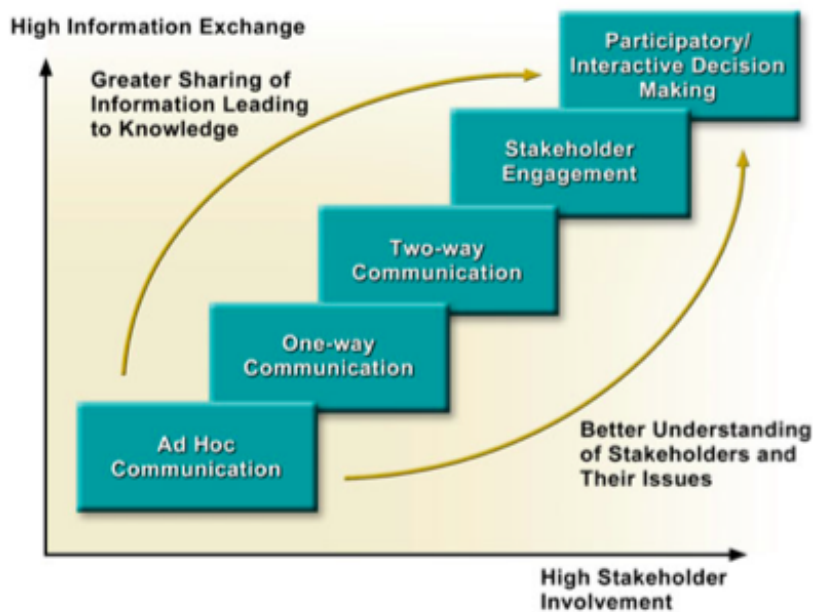 High Information Exchange
Participatory/
Interactive Decision
Making
Greater Sharing of
Information Leading
to Knowledge
Stakeholder
Engagement
Two-way
Communication
One-way
Communication
Ad Hoc
Communication
Better Understanding
of Stakeholders and
Their Issues
High Stakeholder
Involvement